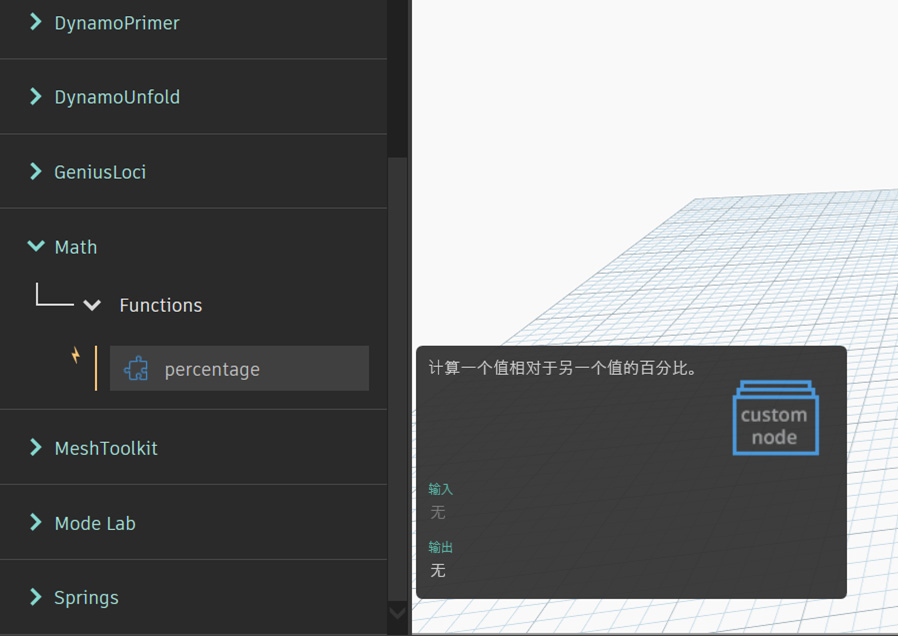 DynamoPrimer
DynamoUnfold
GeniusLoci
Math
Functions
percentage
MeshToolkit
Mode Lab
Springs
计算一个值相对于另一个值的百分比。
custom
node
输入
无
输出
无